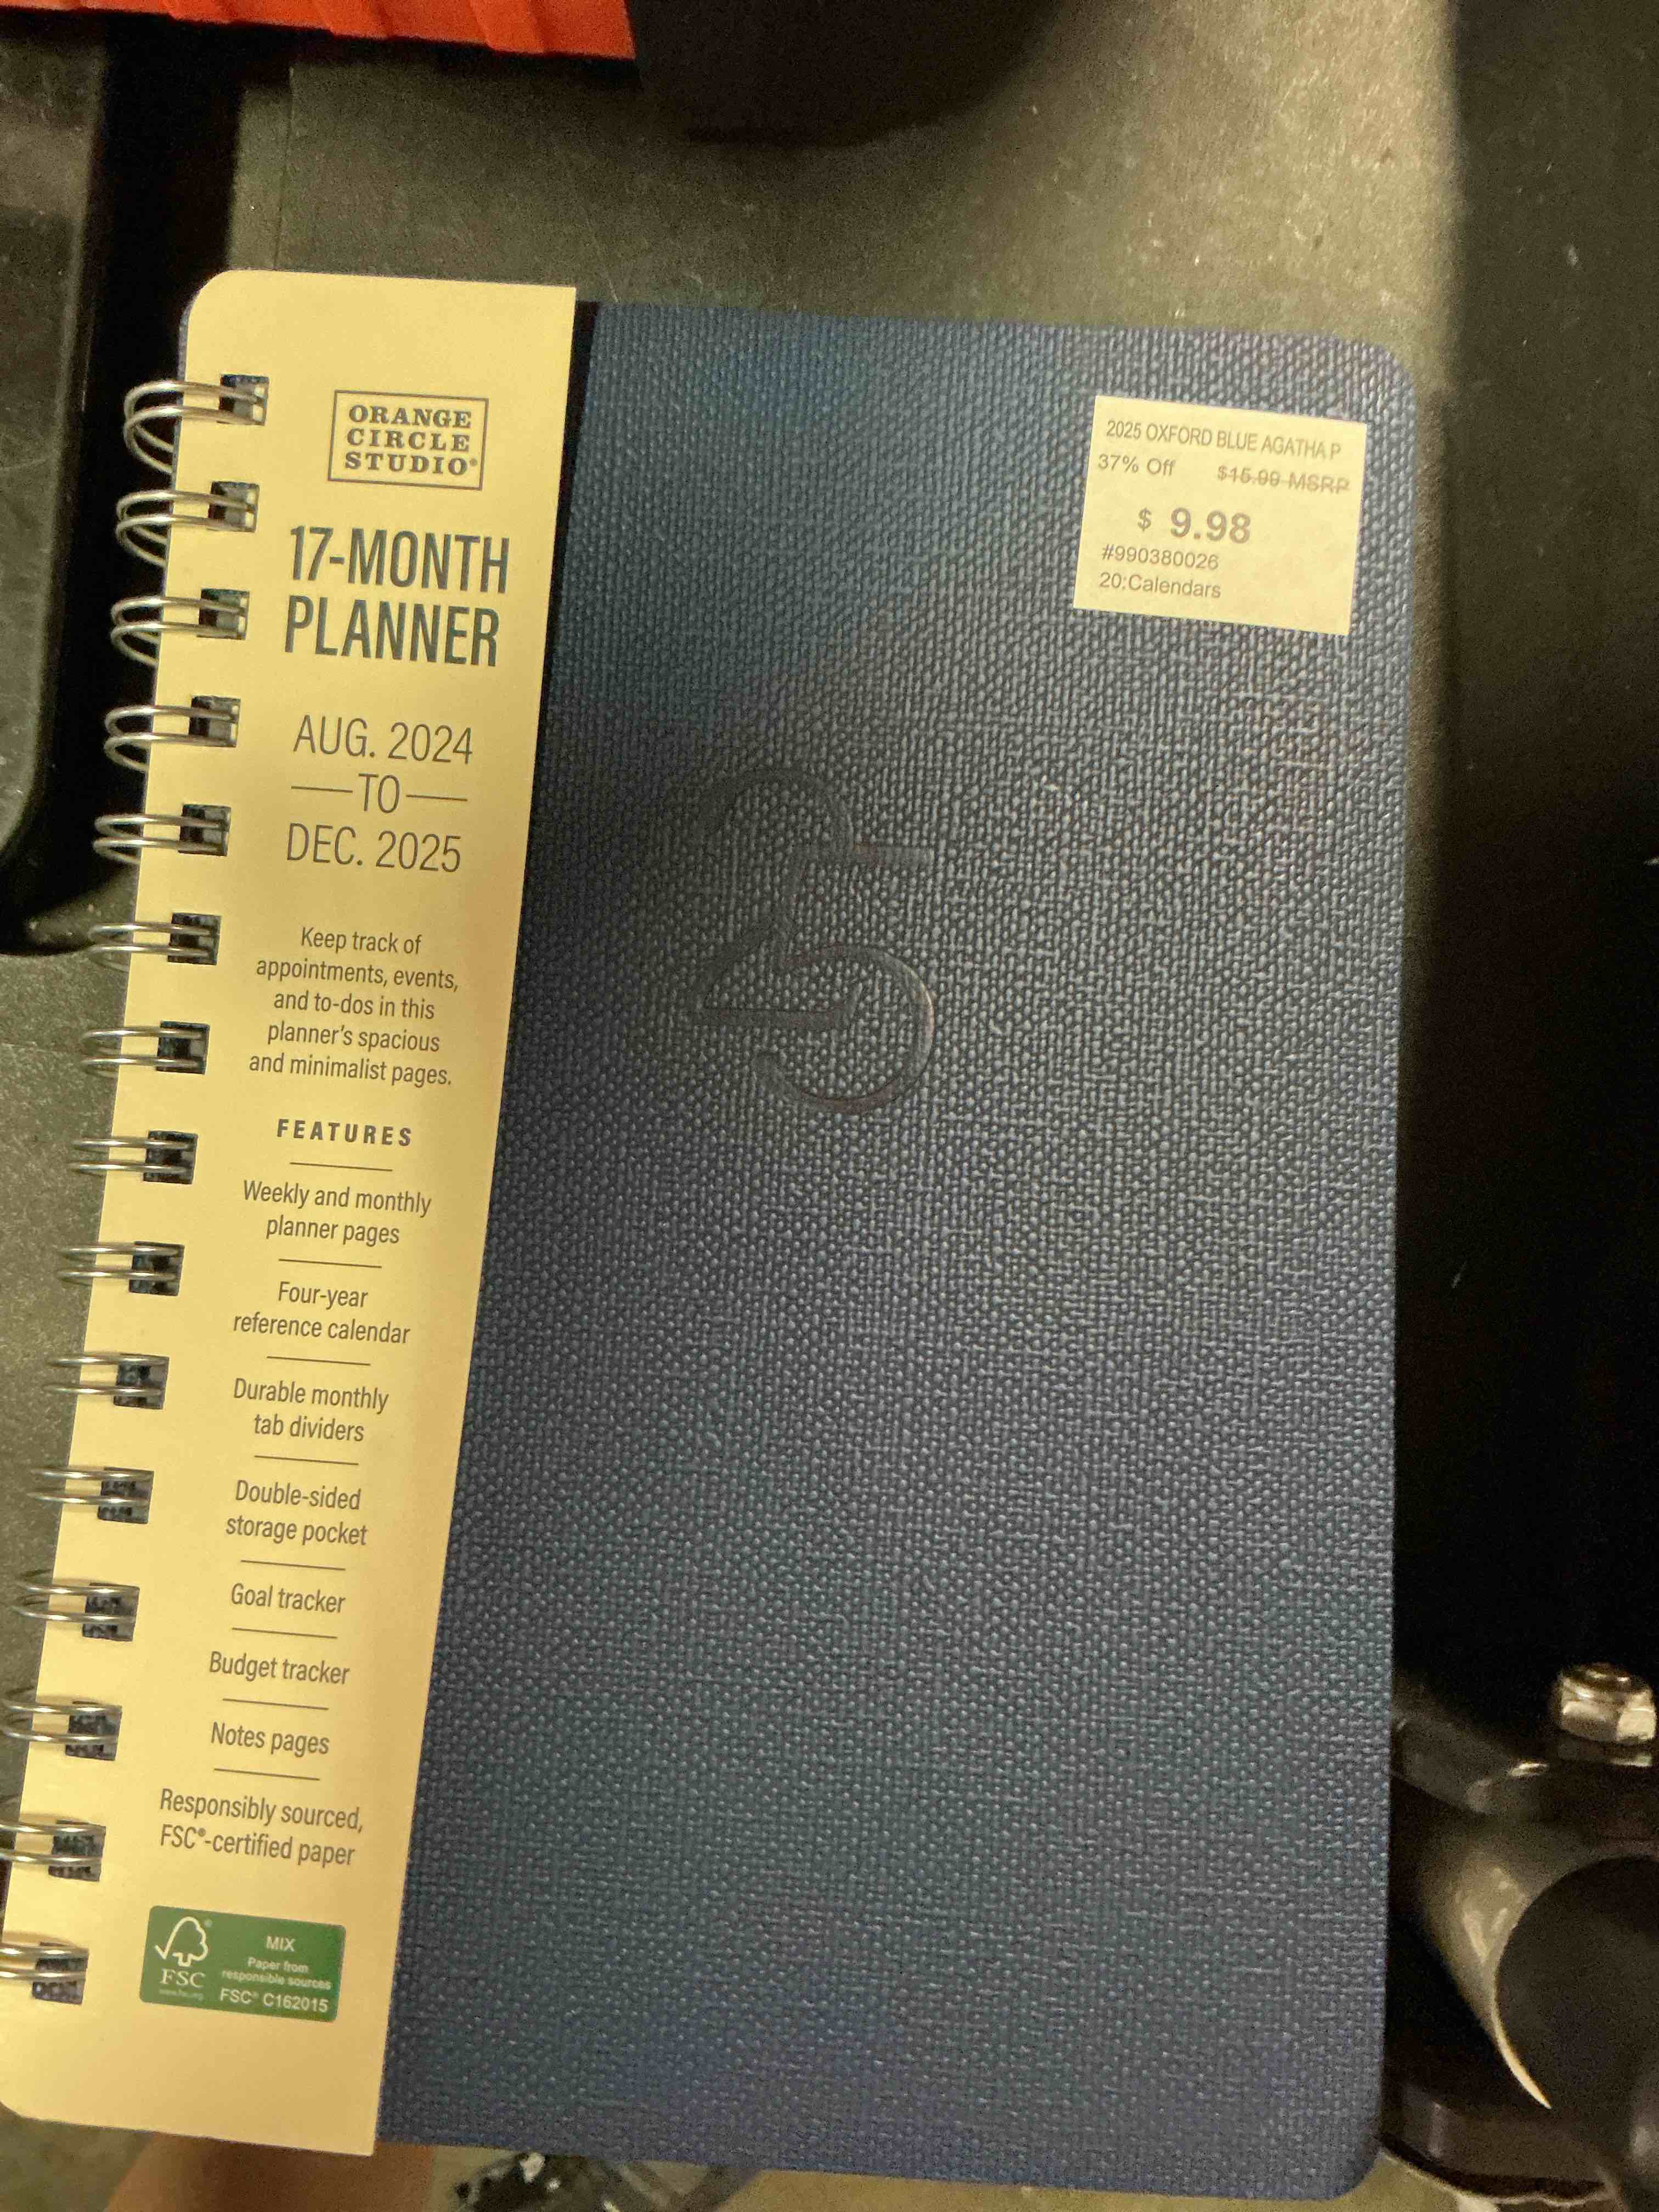 ORANGE
CIRCLE
STUDIO®
17-MONTH
PLANNER
AUG. 2024
TO
DEC. 2025
Keep track of
appointments, events,
and to-dos in this
planner's spacious
and minimalist pages.
FEATURES
Weekly and monthly
planner pages
Four-year
reference calendar
Durable monthly
tab dividers
Double-sided
storage pocket
Goal tracker
Budget tracker
Notes pages
Responsibly sourced,
FSC®-certified paper
FSC
www.fsc.org
MIX
Paper from
responsible sources
FSC® C162015
2025 OXFORD BLUE AGATHA P
37% Off $15.99 MSRP
$ 9.98
#990380026
20:Calendars
25